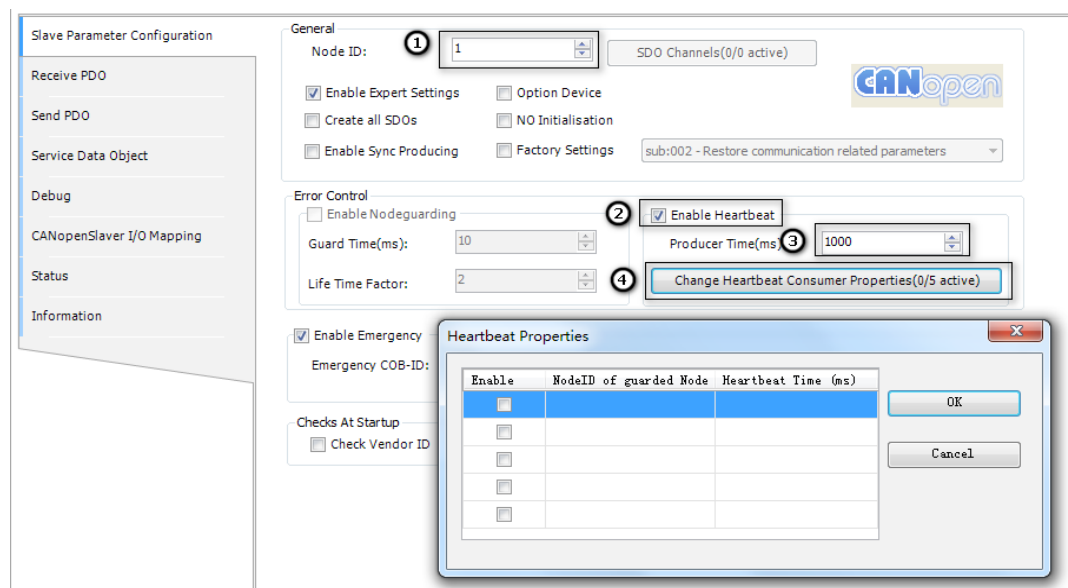 Slave Parameter Configuration
Receive PDO
Send PDO
Service Data Object
Debug
CANopenSlaver I/O Mapping
Status
Information
General
Node ID:
1
1
SDO Channels(0/0 active)
CANopen
Enable Expert Settings
Option Device
Create all SDOs
NO Initialisation
Enable Sync Producing
Factory Settings
sub:002 - Restore communication related parameters
Error Control
Enable Nodeguarding
2
Enable Heartbeat
Guard Time(ms):
10
Producer Time(ms)
3
1000
Life Time Factor:
2
4
Change Heartbeat Consumer Properties(0/5 active)
Enable Emergency
Emergency COB-ID:
Checks At Startup
Check Vendor ID
Heartbeat Properties
Enable
NodeID of guarded Node
Heartbeat Time (ms)
OK
Cancel